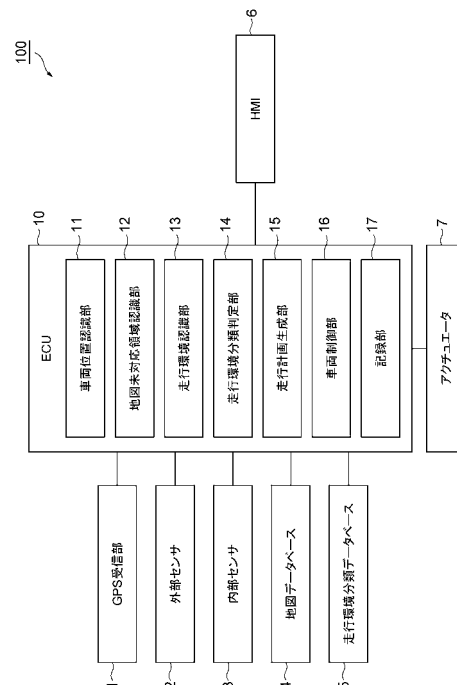 100
GPS受信部
1
外部センサ
2
内部センサ
3
地図データベース
4
走行環境分類データベース
5
ECU
10
車両位置認識部
11
地図未対応領域認識部
12
走行環境認識部
13
走行環境分類判定部
14
走行計画生成部
15
車両制御部
16
記録部
17
HMI
6
アクチュエータ
7